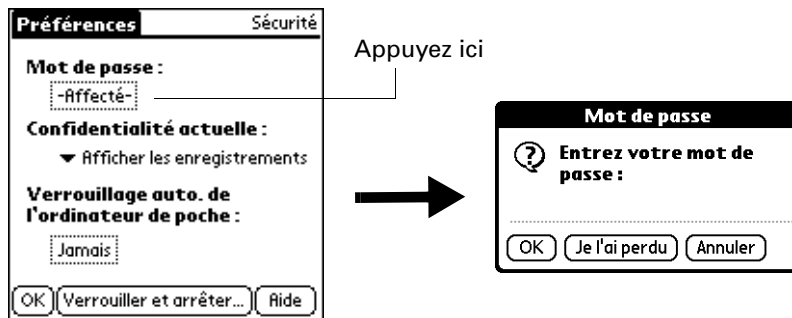 Préférences Sécurité
Mot de passe :
-Affecté-
Confidentialité actuelle :
Afficher les enregistrements
Verrouillage auto. de
l'ordinateur de poche :
Jamais
OK Verrouiller et arrêter... Aide
Appuyez ici
Mot de passe
Entrez votre mot de
passe :
OK Je l'ai perdu Annuler